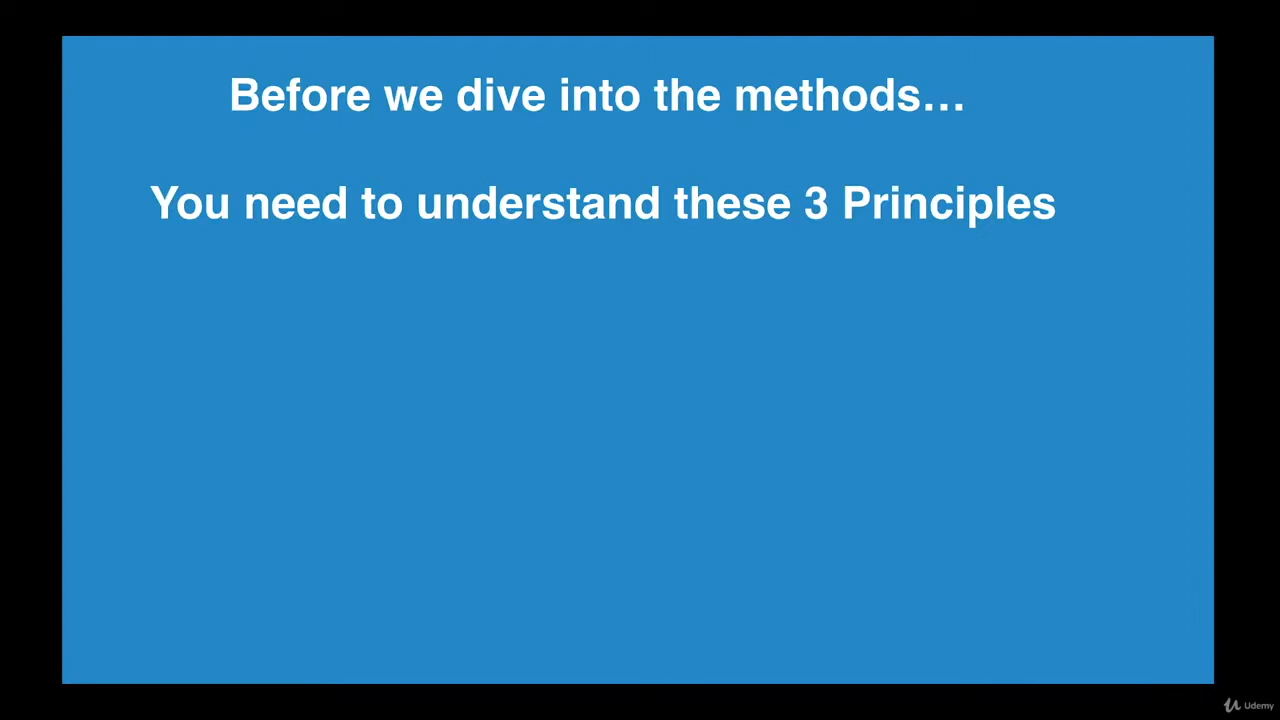 Before we dive into the methods…
You need to understand these 3 Principles
Udemy